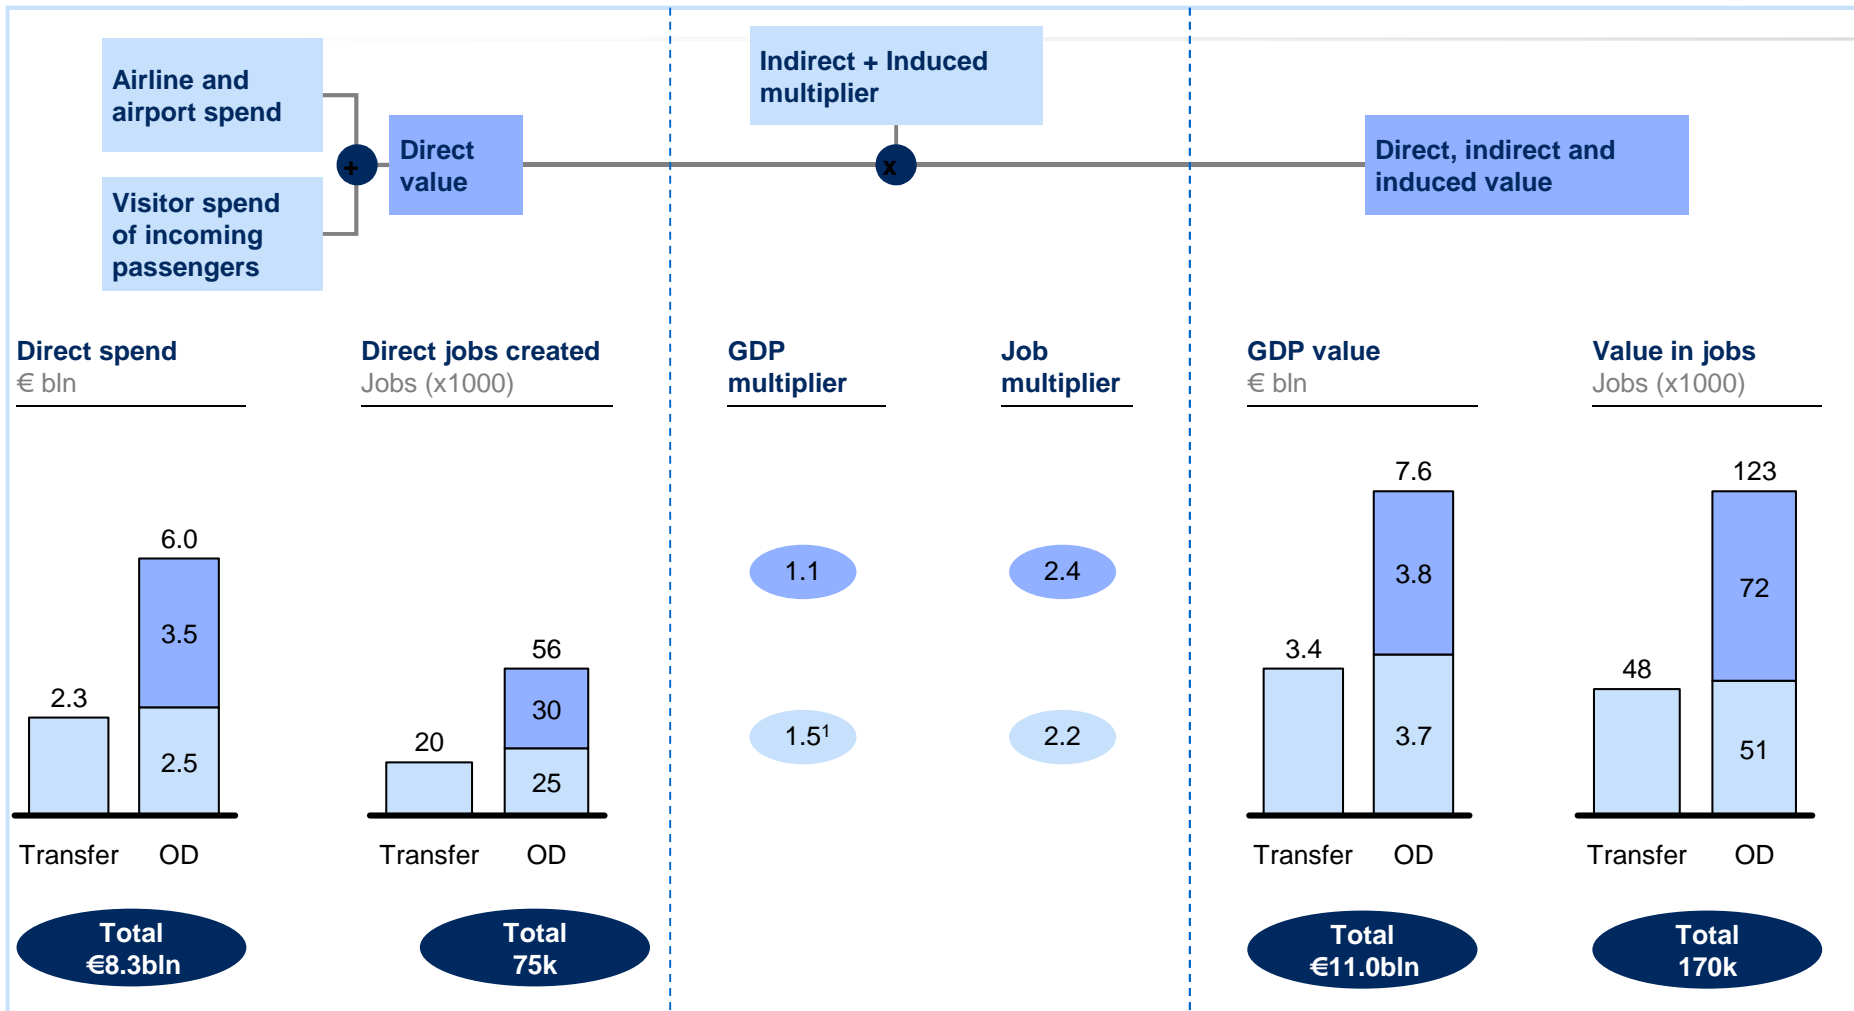 Airline and
airport spend
Visitor spend
of incoming
passengers
+
Direct
value
Indirect + Induced
multiplier
x
Direct, indirect and
induced value
Direct spend
€ bln
Direct jobs created
Jobs (x1000)
GDP
multiplier
Job
multiplier
GDP value
€ bln
Value in jobs
Jobs (x1000)
2.3
6.0
3.5
2.5
Transfer
OD
Total
€8.3bln
20
56
30
25
Transfer
OD
Total
75k
1.1
2.4
1.5¹
2.2
3.4
7.6
3.8
3.7
Transfer
OD
Total
€11.0bln
48
123
72
51
Transfer
OD
Total
170k